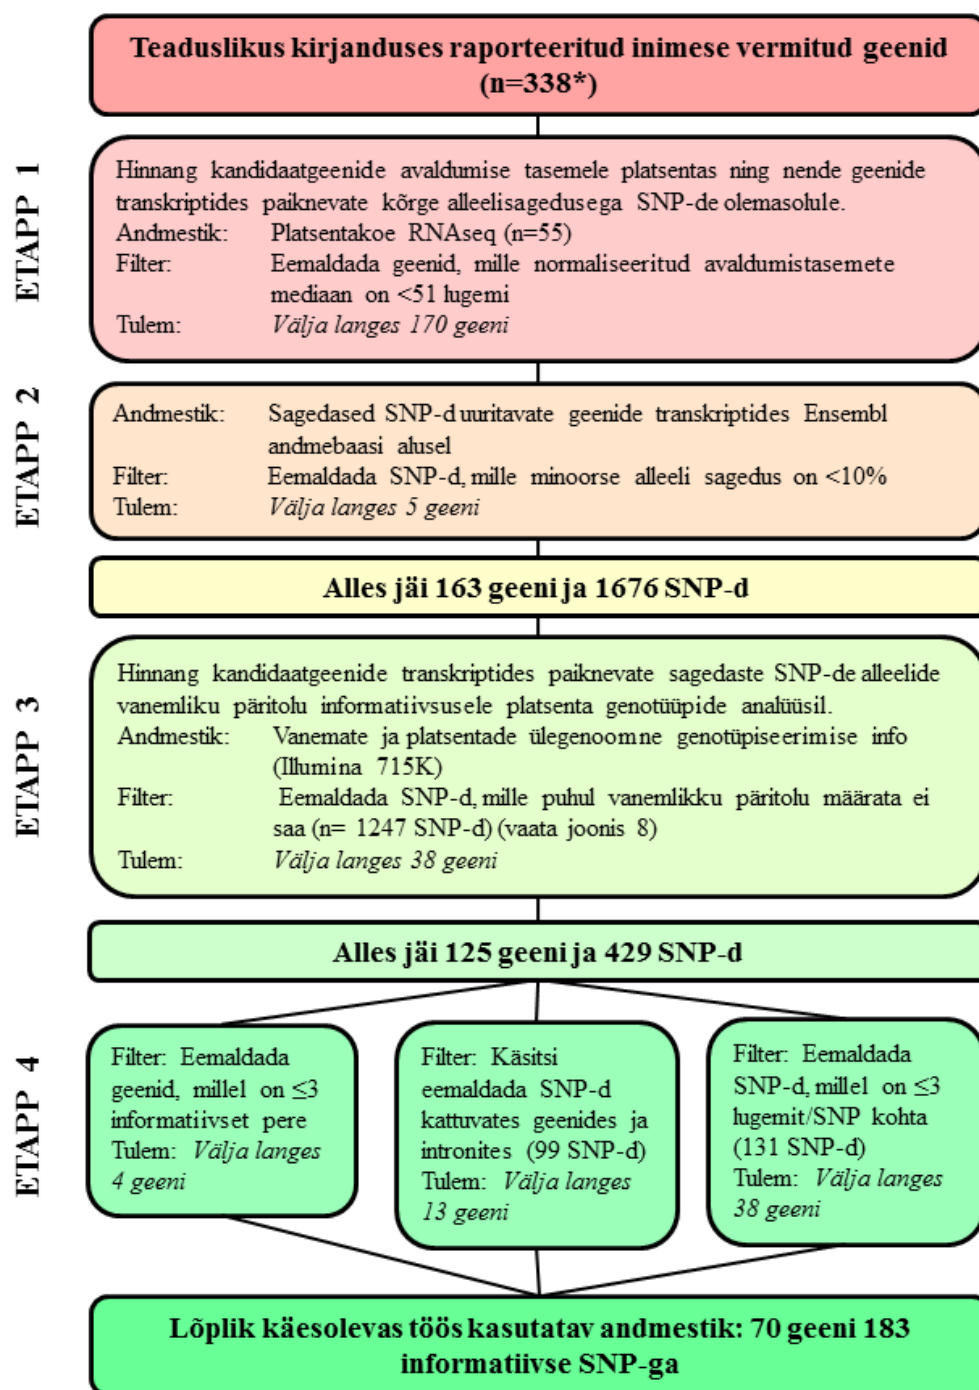 Teaduslikus kirjanduses raporteeritud inimese vermitud geenid
(n=338*)
ETAPP 1
Hinnang kandidaatgeenide avaldumise tasemele platsentas ning nende geenide
transkriptides paiknevate kõrge alleelisagedusega SNP-de olemasolule.
Andmestik: Platsentakoe RNAseq (n=55)
Filter: Eemaldada geenid, mille normaliseeritud avaldumistasemete
mediaan on <51 lugemi
Tulem: Välja langes 170 geeni
ETAPP 2
Andmestik: Sagedased SNP-d uuritavate geenide transkriptides Ensembl
andmebaasi alusel
Filter: Eemaldada SNP-d, mille minoorse alleeli sagedus on <10%
Tulem: Välja langes 5 geeni
Alles jäi 163 geeni ja 1676 SNP-d
ETAPP 3
Hinnang kandidaatgeenide transkriptides paiknevate sagedaste SNP-de alleelide
vanemliku päritolu informatiivsusele platsenta genotüüpide analüüsil.
Andmestik: Vanemate ja platsentade ülegenoomne genotüpiseerimise info
(Illumina 715K)
Filter: Eemaldada SNP-d, mille puhul vanemlikku päritolu määrata ei
saa (n= 1247 SNP-d) (vaata joonis 8)
Tulem: Välja langes 38 geeni
Alles jäi 125 geeni ja 429 SNP-d
ETAPP 4
Filter: Eemaldada
geenid, millel on ≤3
informatiivset pere
Tulem: Välja langes
4 geeni
Filter: Käsitsi
eemaldada SNP-d
kattuvates geenides ja
intronites (99 SNP-d)
Tulem: Välja langes
13 geeni
Filter: Eemaldada
SNP-d, millel on ≤3
lugemit/SNP kohta
(131 SNP-d)
Tulem: Välja langes
38 geeni
Lõplik käesolevas töös kasutatav andmestik: 70 geeni 183
informatiivse SNP-ga